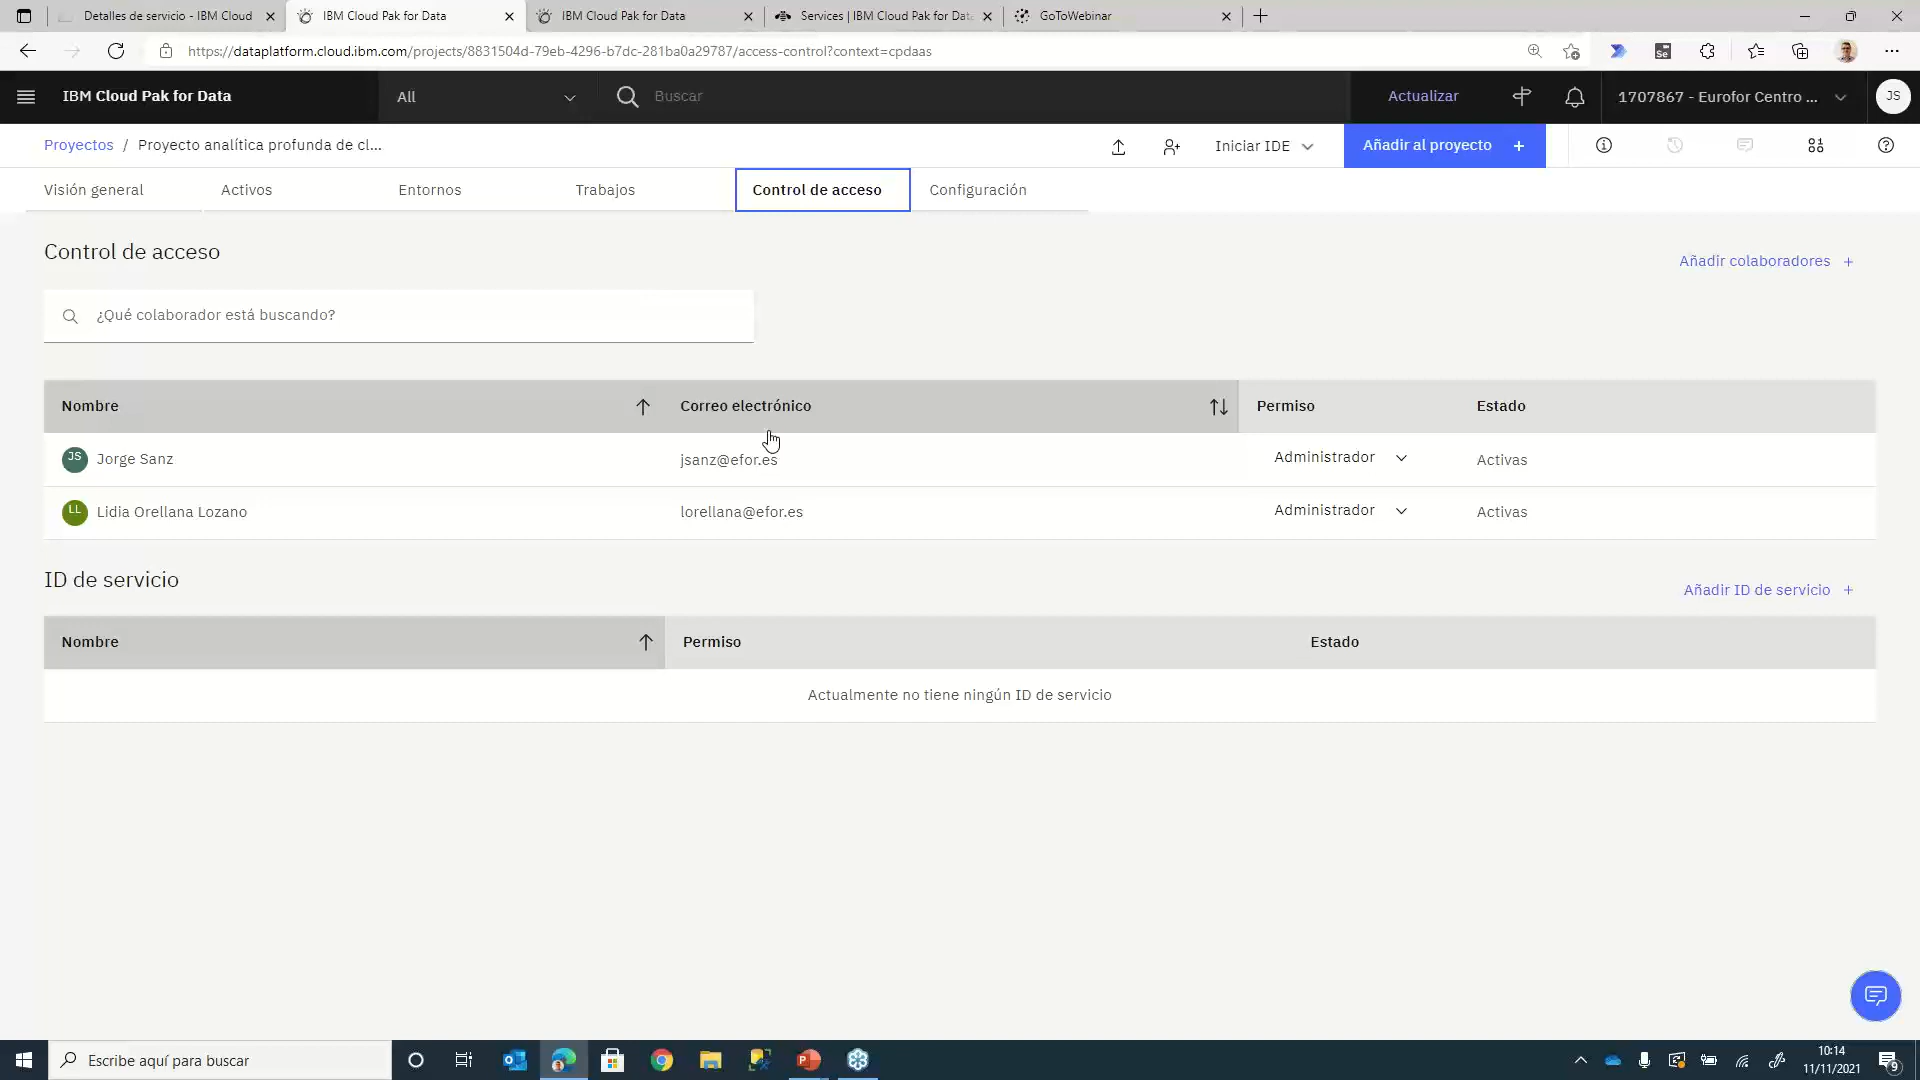 Detalles de servicio - IBM Cloud
IBM Cloud Pak for Data
IBM Cloud Pak for Data
Services | IBM Cloud Pak for Dat
GoToWebinar
https://dataplatform.cloud.ibm.com/projects/8831504d-79eb-4296-b7dc-281ba0a29787/access-control?context=cpdaas
Se
IBM Cloud Pak for Data
All
Buscar
Actualizar
1707867 - Eurofor Centro ...
JS
Proyectos / Proyecto analítica profunda de cl...
Iniciar IDE
Añadir al proyecto +
Visión general
Activos
Entornos
Trabajos
Control de acceso
Configuración
Control de acceso
Añadir colaboradores +
¿Qué colaborador está buscando?
Nombre
Correo electrónico
Permiso
Estado
JS Jorge Sanz
jsanz@efor.es
Administrador
Activas
LL Lidia Orellana Lozano
lorellana@efor.es
Administrador
Activas
ID de servicio
Añadir ID de servicio +
Nombre
Permiso
Estado
Actualmente no tiene ningún ID de servicio
Escribe aquí para buscar
10:14
11/11/2021
9